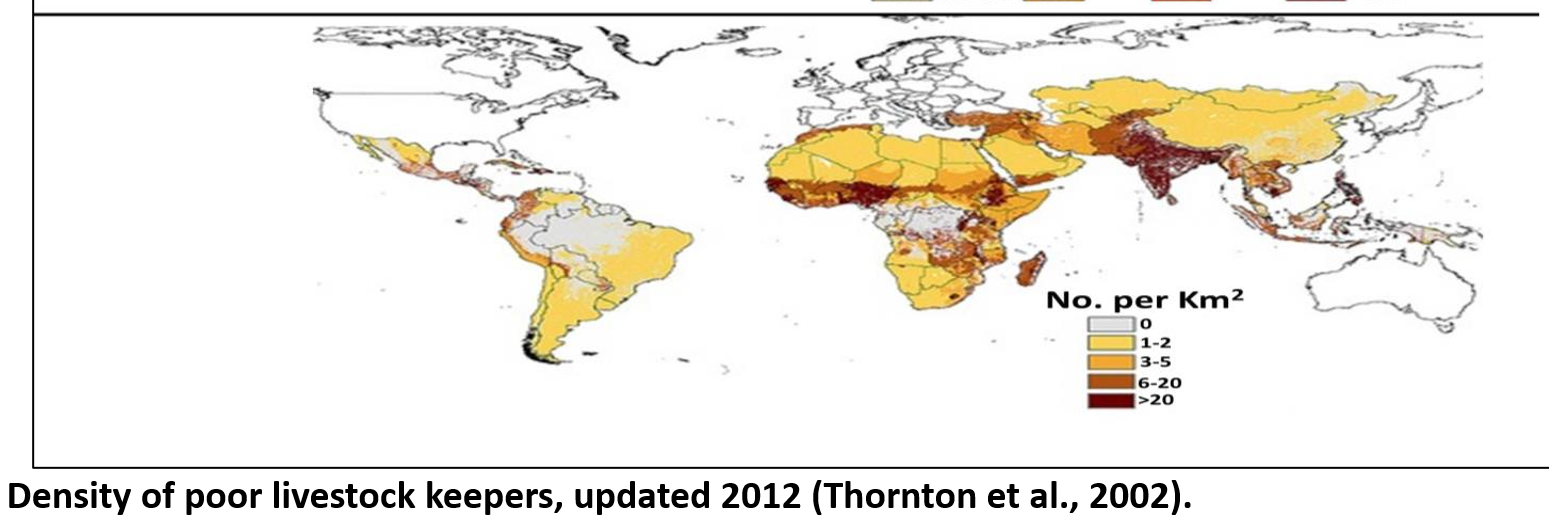 No. per Km²
0
1-2
3-5
6-20
>20
Density of poor livestock keepers, updated 2012 (Thornton et al., 2002).